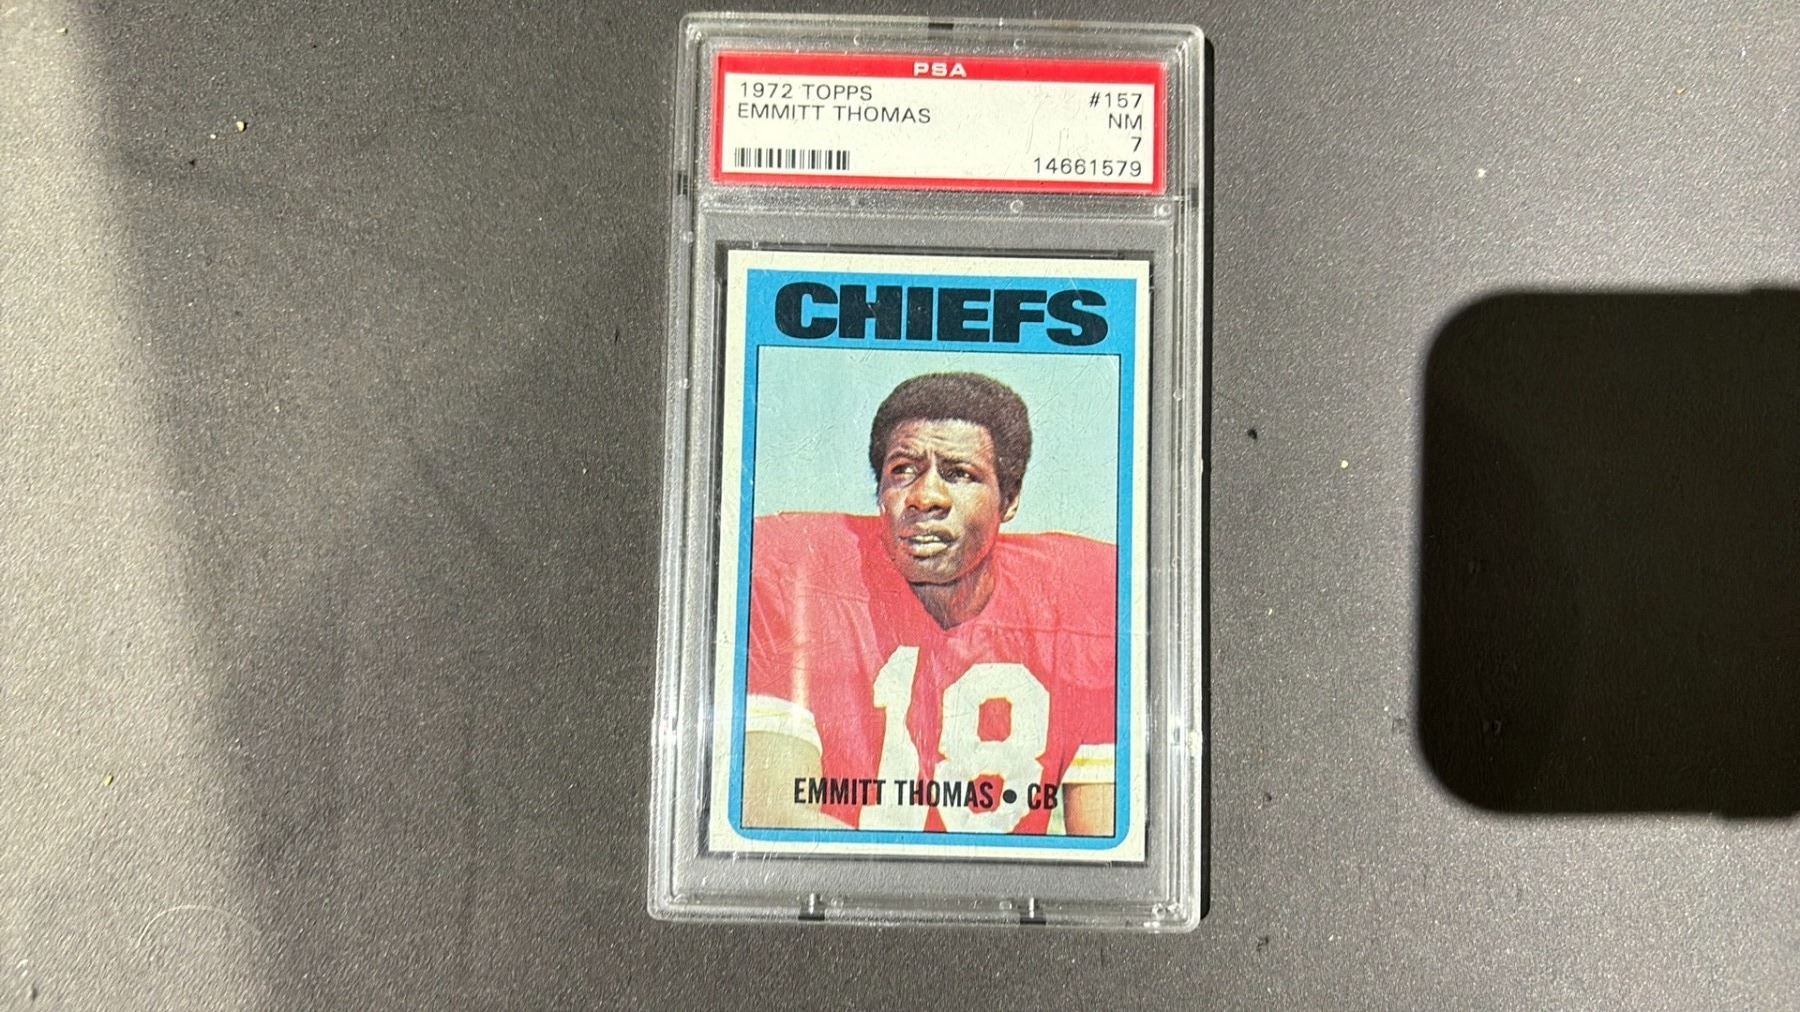 PSA
1972 TOPPS #157
EMMITT THOMAS NM
7
14661579
CHIEFS
18
EMMITT THOMAS • CB